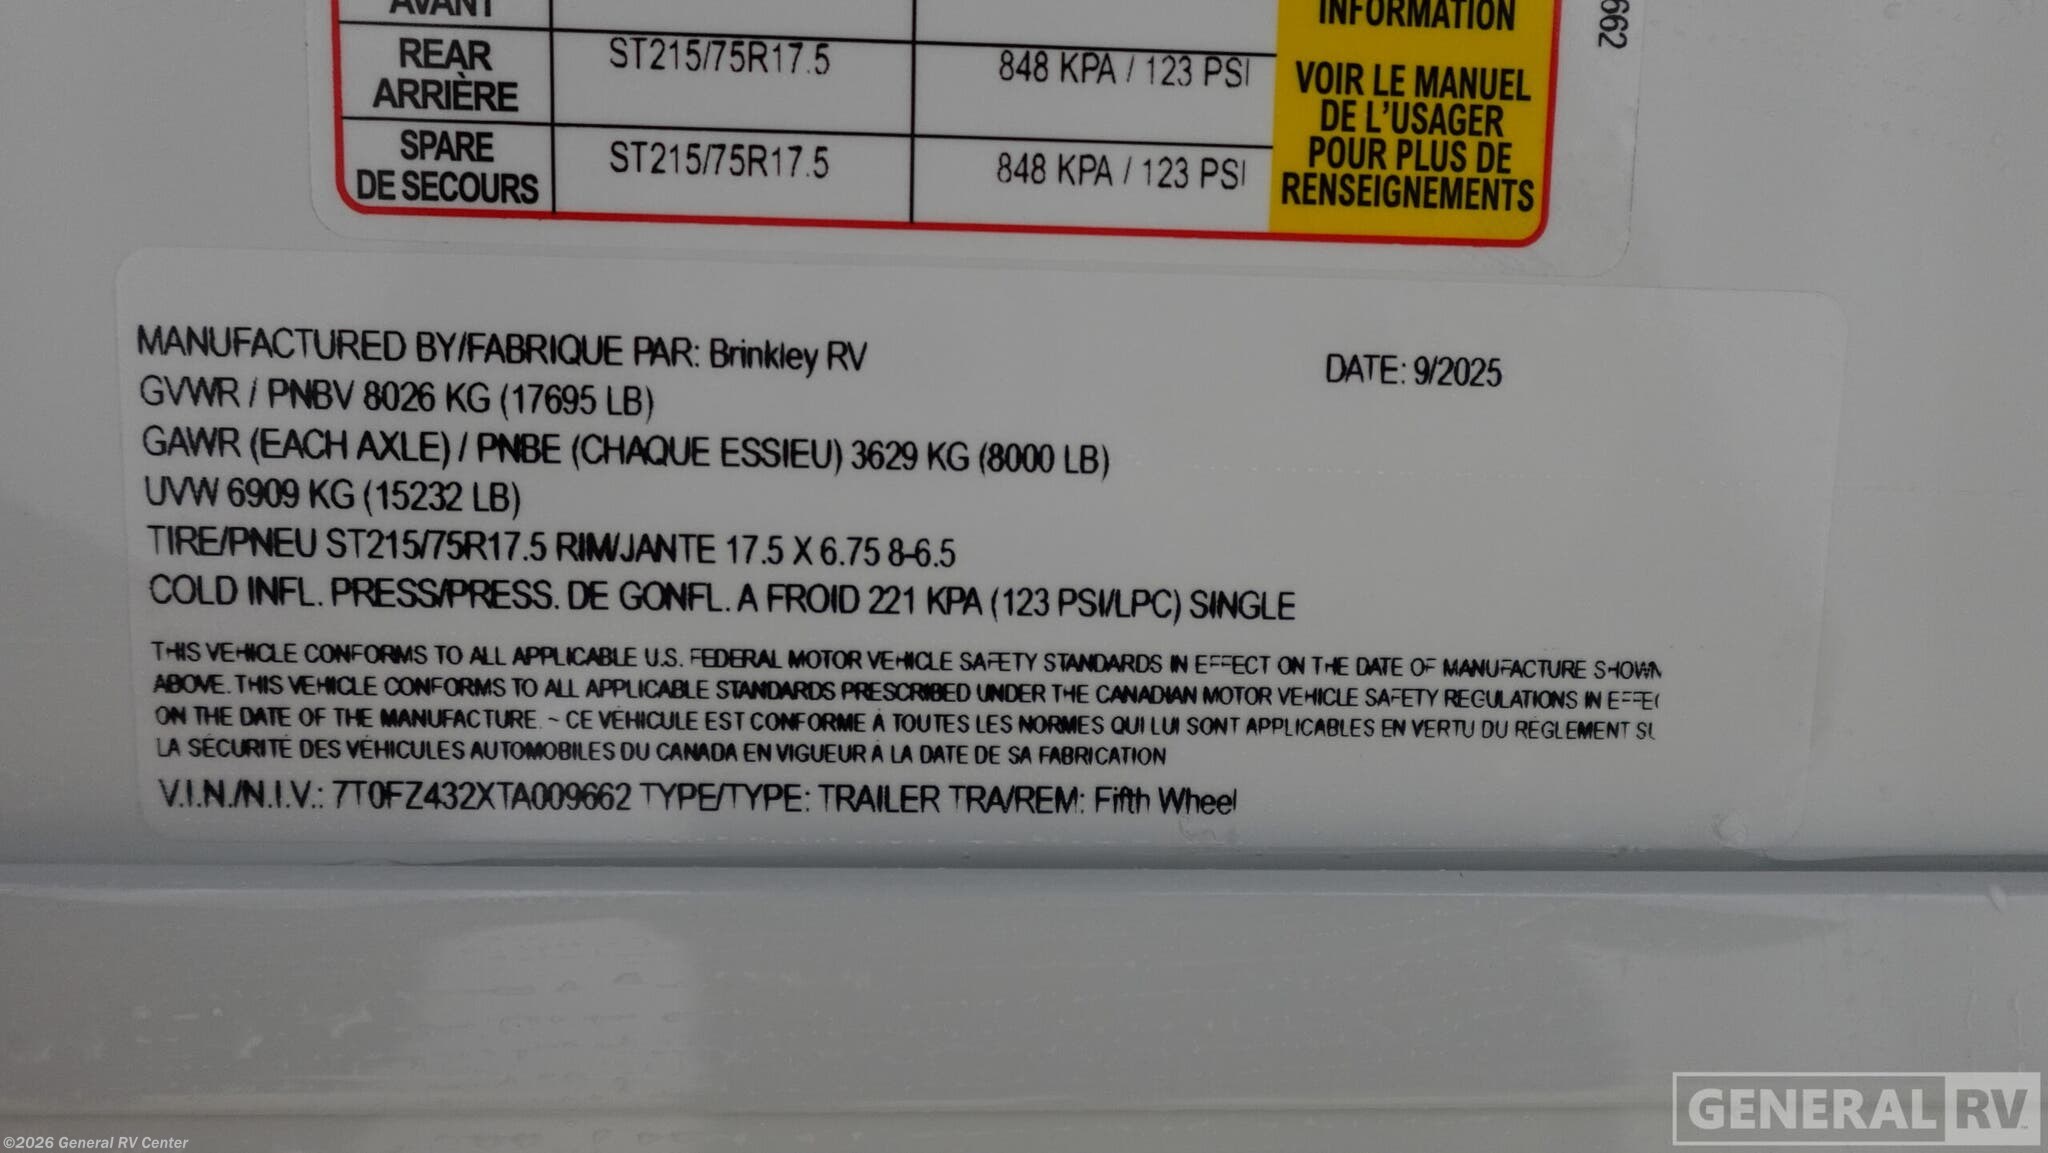 AVANT
INFORMATION
REAR
ARRIÈRE
ST215/75R17.5
848 KPA / 123 PSI
SPARE
DE SECOURS
ST215/75R17.5
848 KPA / 123 PSI
VOIR LE MANUEL
DE L'USAGER
POUR PLUS DE
RENSEIGNEMENTS
662
MANUFACTURED BY/FABRIQUE PAR: Brinkley RV
DATE: 9/2025
GVWR / PNBV 8026 KG (17695 LB)
GAWR (EACH AXLE) / PNBE (CHAQUE ESSIEU) 3629 KG (8000 LB)
UVW 6909 KG (15232 LB)
TIRE/PNEU ST215/75R17.5 RIM/JANTE 17.5 X 6.75 8-6.5
COLD INFL. PRESS/PRESS. DE GONFL. A FROID 221 KPA (123 PSI/LPC) SINGLE
THIS VEHICLE CONFORMS TO ALL APPLICABLE U.S. FEDERAL MOTOR VEHICLE SAFETY STANDARDS IN EFFECT ON THE DATE OF MANUFACTURE SHOWN
ABOVE. THIS VEHICLE CONFORMS TO ALL APPLICABLE STANDARDS PRESCRIBED UNDER THE CANADIAN MOTOR VEHICLE SAFETY REGULATIONS IN EFFEC
ON THE DATE OF THE MANUFACTURE. ~ CE VÉHICULE EST CONFORME À TOUTES LES NORMES QUI LUI SONT APPLICABLES EN VERTU DU RÈGLEMENT SU
LA SÉCURITÉ DES VÉHICULES AUTOMOBILES DU CANADA EN VIGUEUR À LA DATE DE SA FABRICATION
V.I.N./N.I.V.: 7T0FZ432XTA009662 TYPE/TYPE: TRAILER TRA/REM: Fifth Wheel
GENERAL RV
©2026 General RV Center